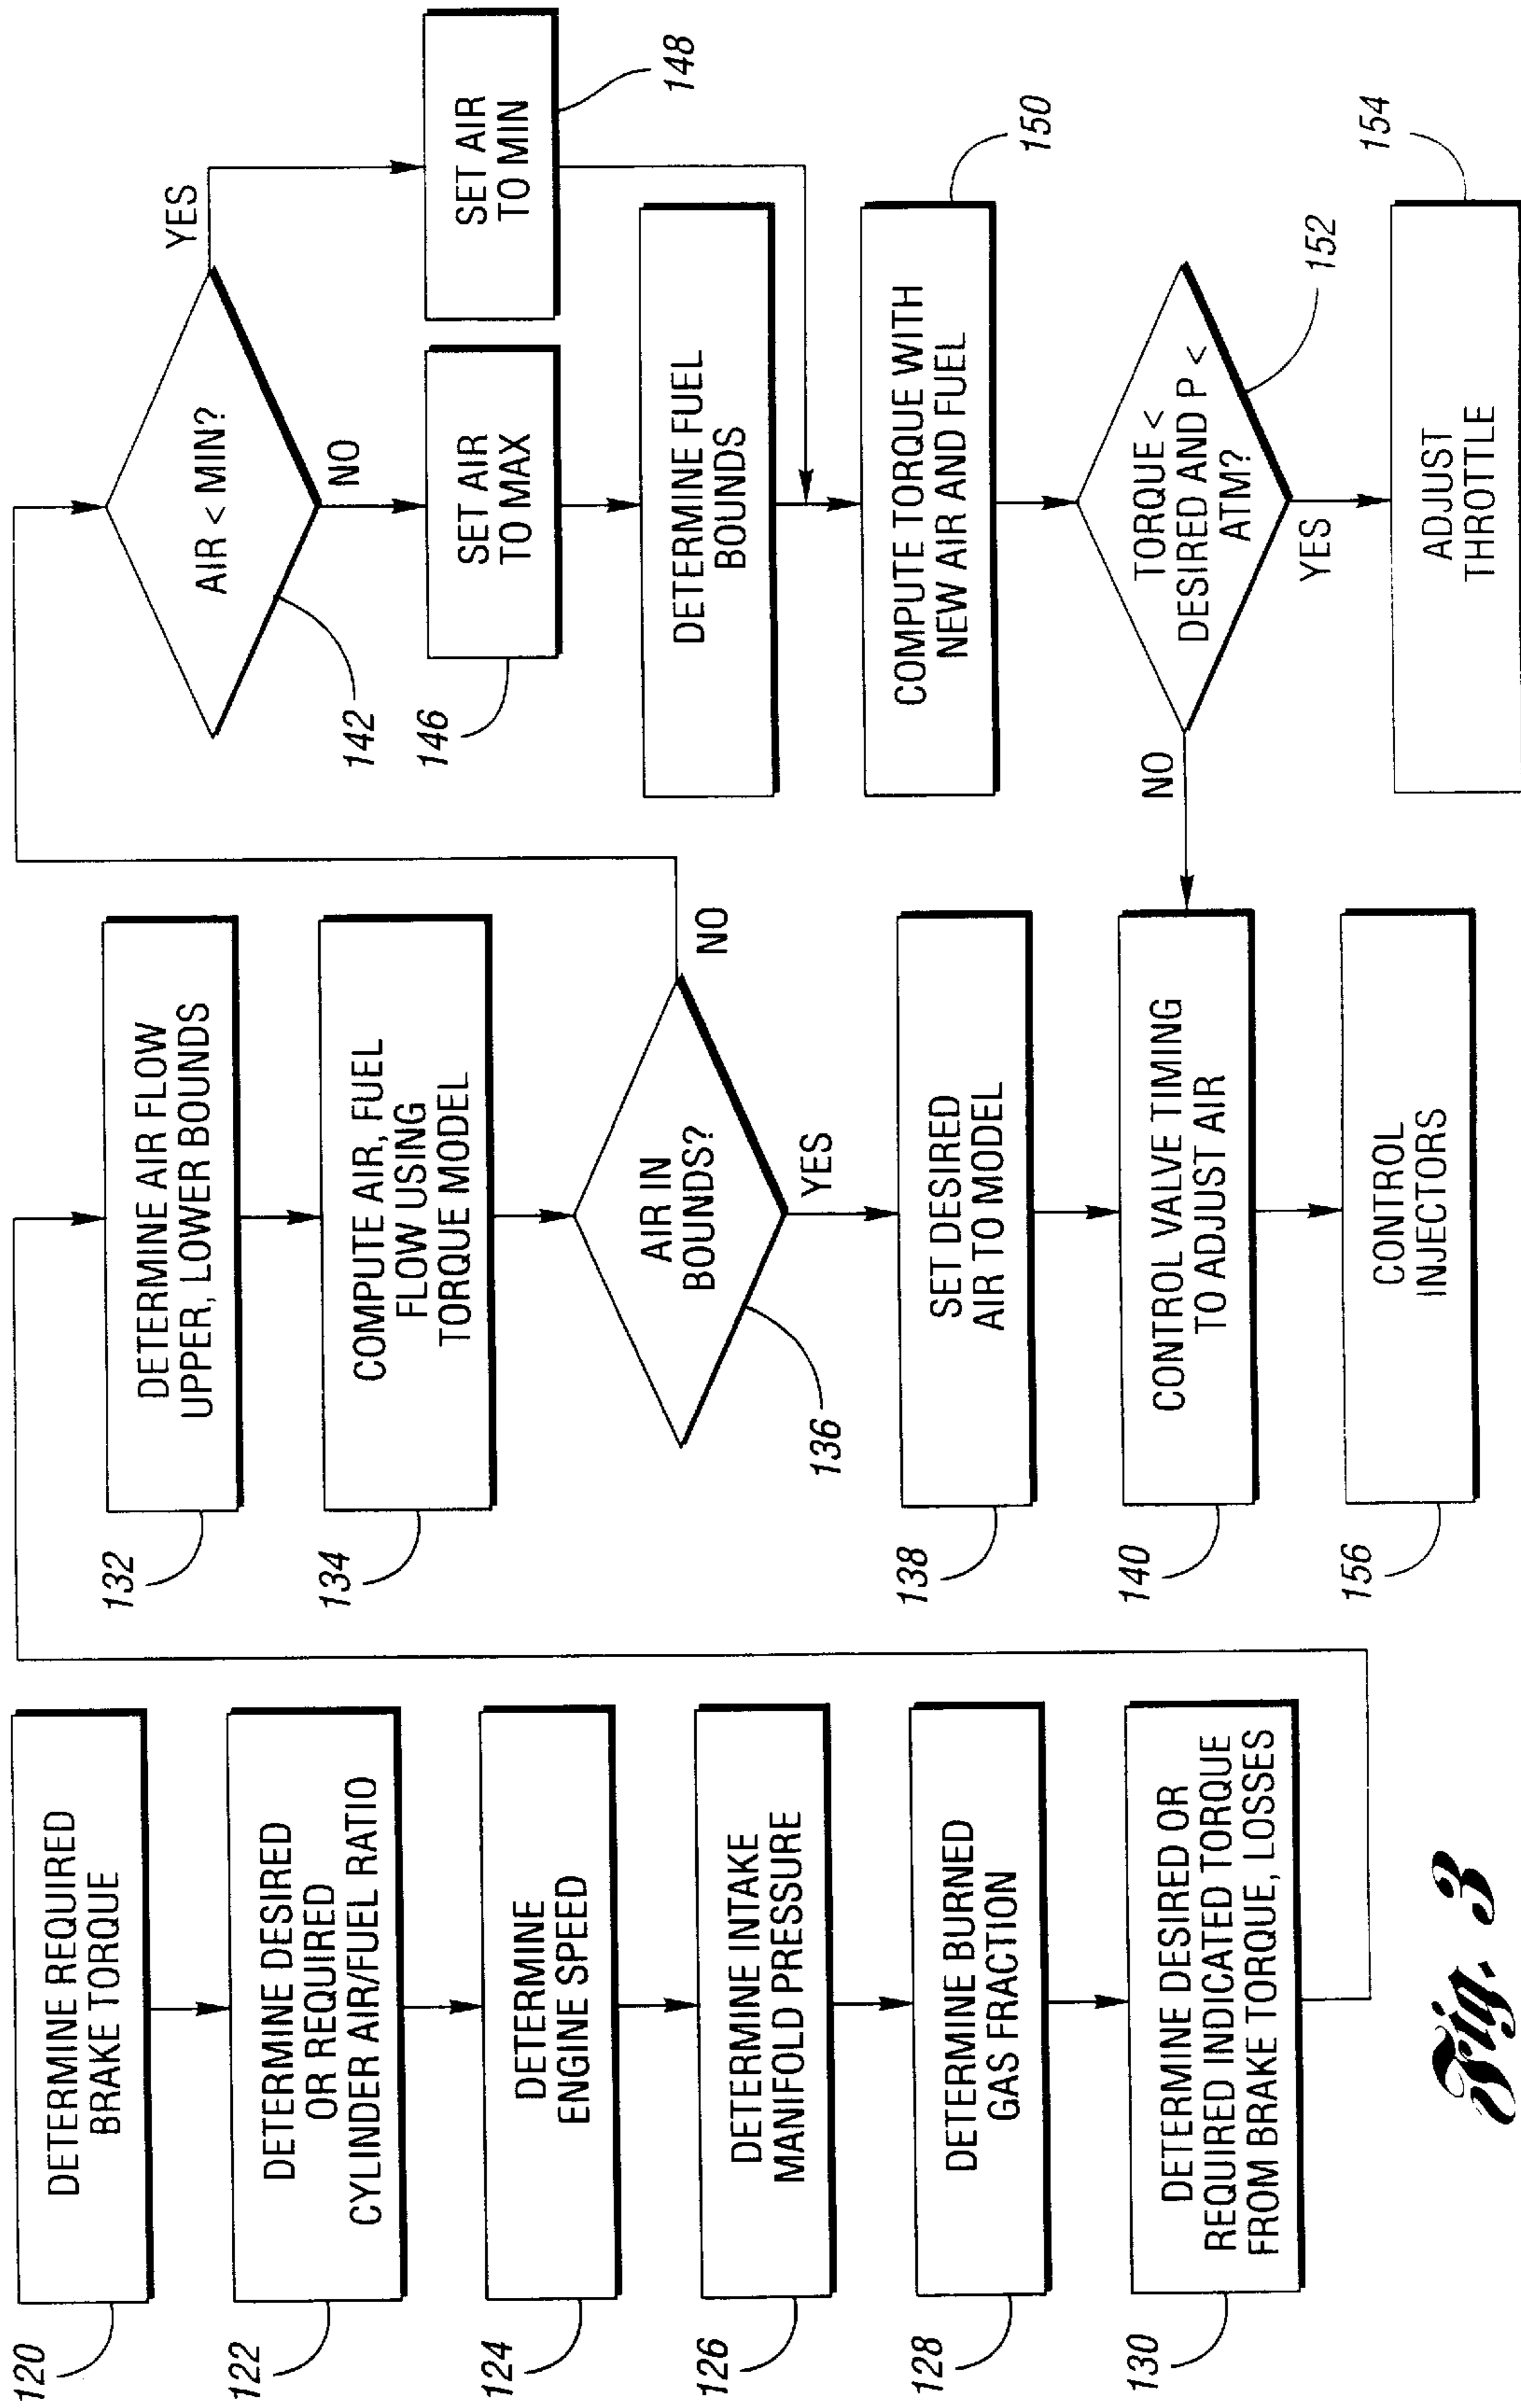 120
DETERMINE REQUIRED
BRAKE TORQUE
122
DETERMINE DESIRED
OR REQUIRED
CYLINDER AIR/FUEL RATIO
124
DETERMINE
ENGINE SPEED
126
DETERMINE INTAKE
MANIFOLD PRESSURE
128
DETERMINE BURNED
GAS FRACTION
130
DETERMINE DESIRED OR
REQUIRED INDICATED TORQUE
FROM BRAKE TORQUE, LOSSES
132
DETERMINE AIR FLOW
UPPER, LOWER BOUNDS
134
COMPUTE AIR, FUEL
FLOW USING
TORQUE MODEL
AIR IN
BOUNDS?
136
NO
YES
138
SET DESIRED
AIR TO MODEL
140
CONTROL VALVE TIMING
TO ADJUST AIR
156
CONTROL
INJECTORS
AIR < MIN?
142
YES
NO
146
SET AIR
TO MAX
SET AIR
TO MIN
148
DETERMINE FUEL
BOUNDS
COMPUTE TORQUE WITH
NEW AIR AND FUEL
150
TORQUE <
DESIRED AND P <
ATM?
152
NO
YES
ADJUST
THROTTLE
154
Fig. 3